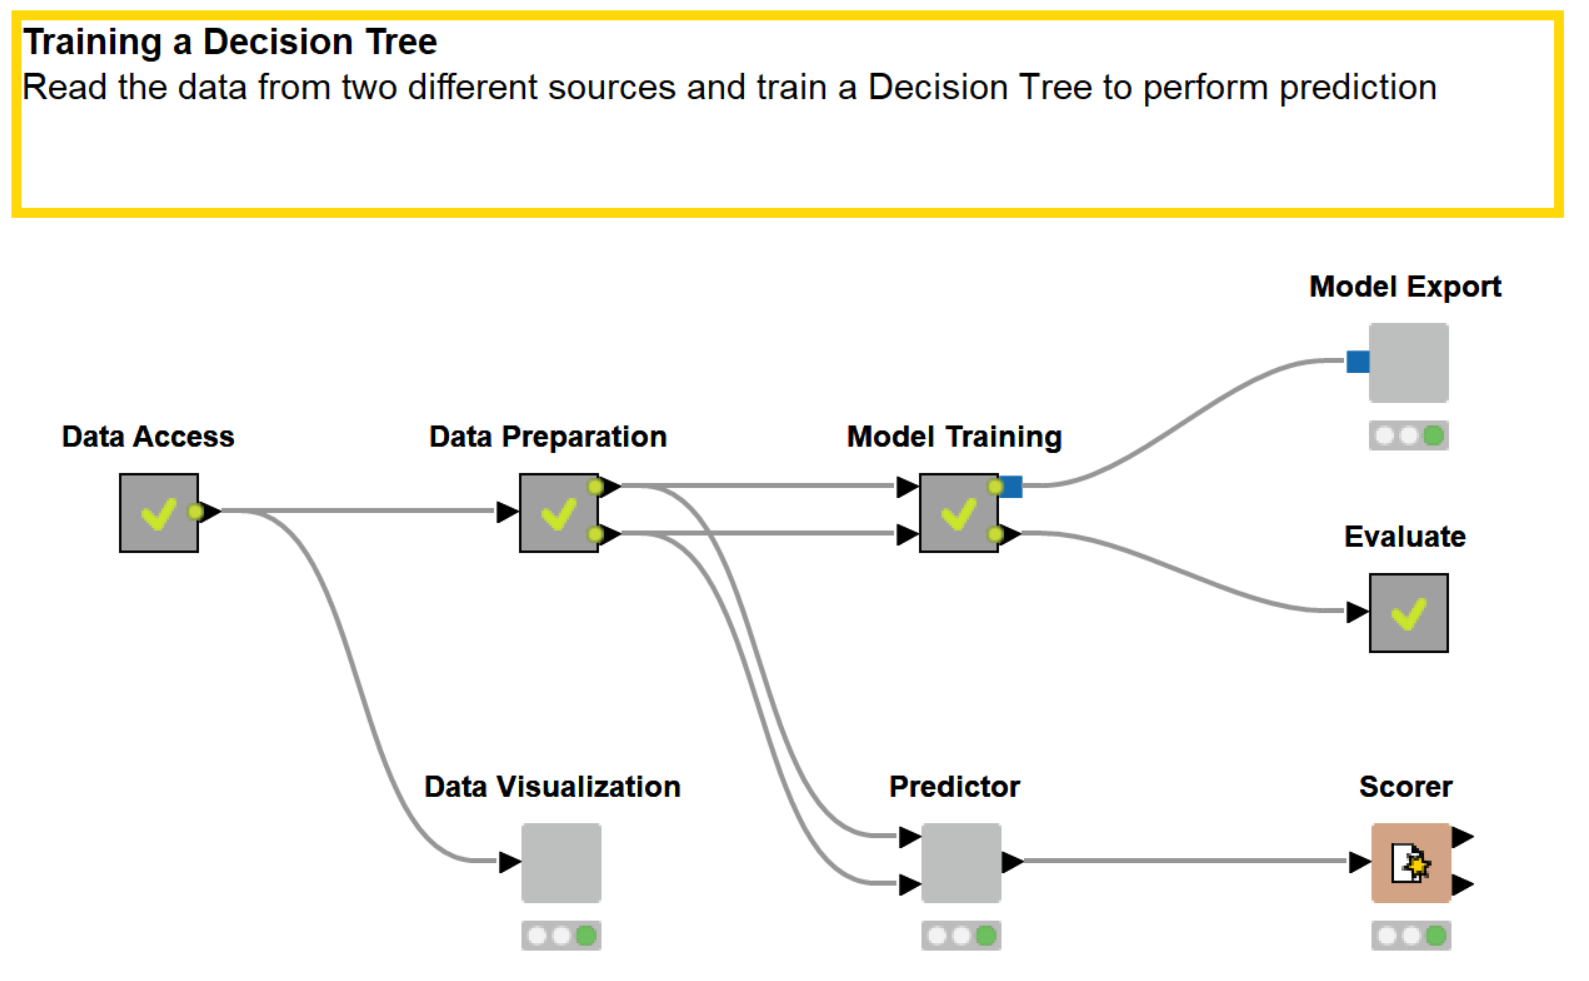 Training a Decision Tree
Read the data from two different sources and train a Decision Tree to perform prediction
Model Export
Data Access
Data Preparation
Model Training
Evaluate
Data Visualization
Predictor
Scorer